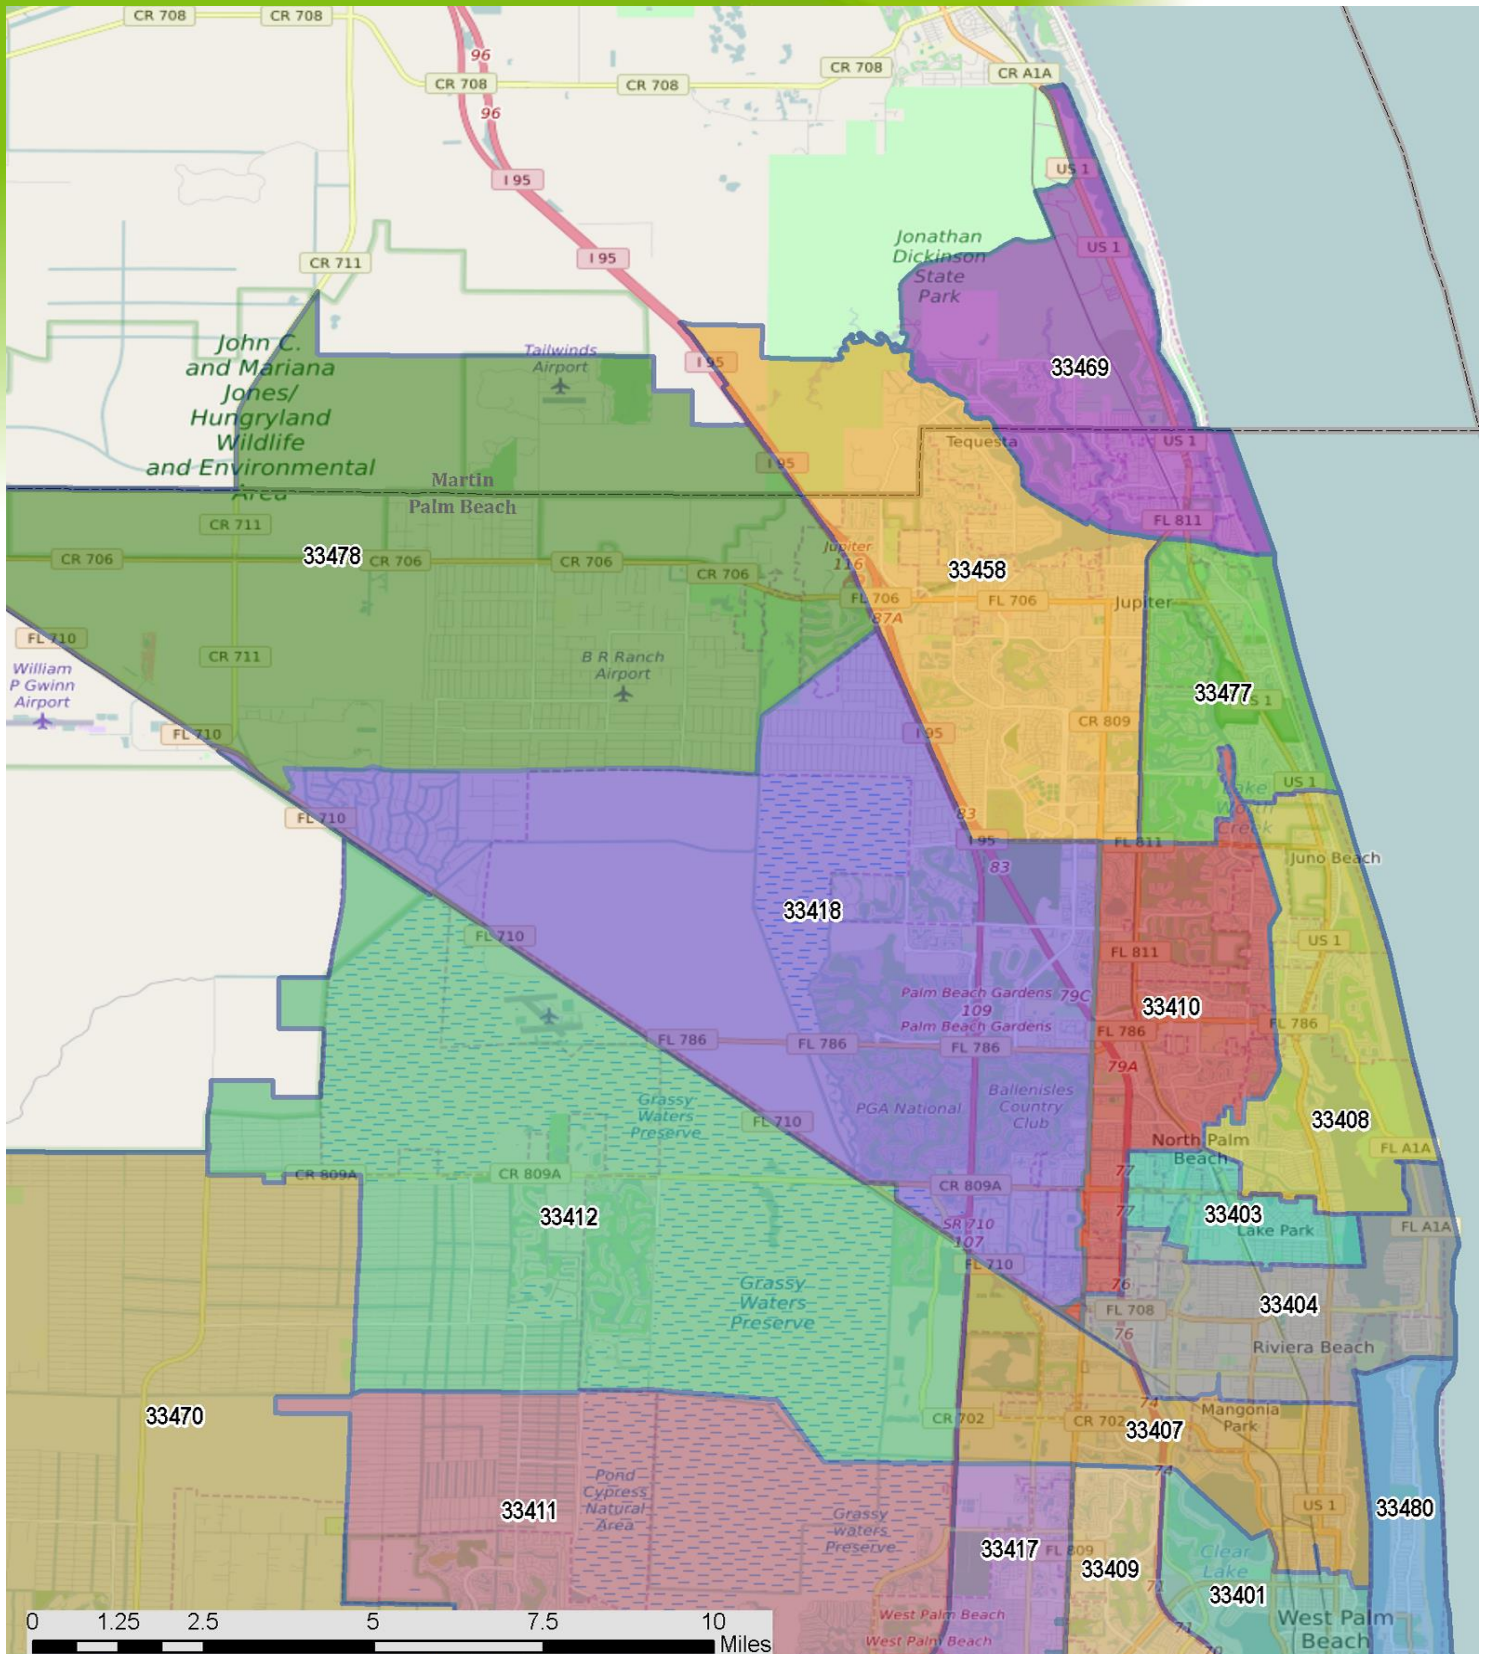 CR 708
CR 708
96
CR 708
CR 708
CR 708
CR A1A
96
I 95
US 1
Jonathan
Dickinson
State
Park
US 1
CR 711
I 95
John C.
and Mariana
Jones/
Hungryland
Wildlife
and Environmental
Area
Tailwinds
Airport
I 95
33469
Tequesta
US 1
I 95
Martin
Palm Beach
CR 711
FL 811
33478
CR 706
CR 706
CR 706
CR 706
Jupiter
116
33458
FL 706
FL 706
Jupiter
87A
FL 710
CR 711
B R Ranch
Airport
William
P Gwinn
Airport
33477
S 1
FL 710
I 95
CR 809
US 1
Lake
Worth
Creek
FL 710
83
I 95
FL 811
83
Juno Beach
33418
FL 710
FL 811
US 1
Palm Beach Gardens
109
Palm Beach Gardens
79C
33410
FL 786
FL 786
FL 786
FL 786
FL 786
79A
PGA National
Ballenisles
Country
Club
Grassy
Waters
Preserve
FL 710
33408
North Palm
Beach
FL A1A
CR 809A
CR 809A
CR 809A
77
33412
SR 710
107
77
33403
Lake Park
FL A1A
FL 710
Grassy
Waters
Preserve
76
FL 708
33404
76
Riviera Beach
33470
CR 702
CR 702
74
33407
Mangonia
Park
74
Pond
Cypress
Natural
Area
33411
Grassy
waters
Preserve
US 1
33480
33417
FL 809
33409
Clear
Lake
71
33401
West Palm Beach
West Palm Beach
71
70
West Palm
Beach
0 1.25 2.5 5 7.5 10
Miles